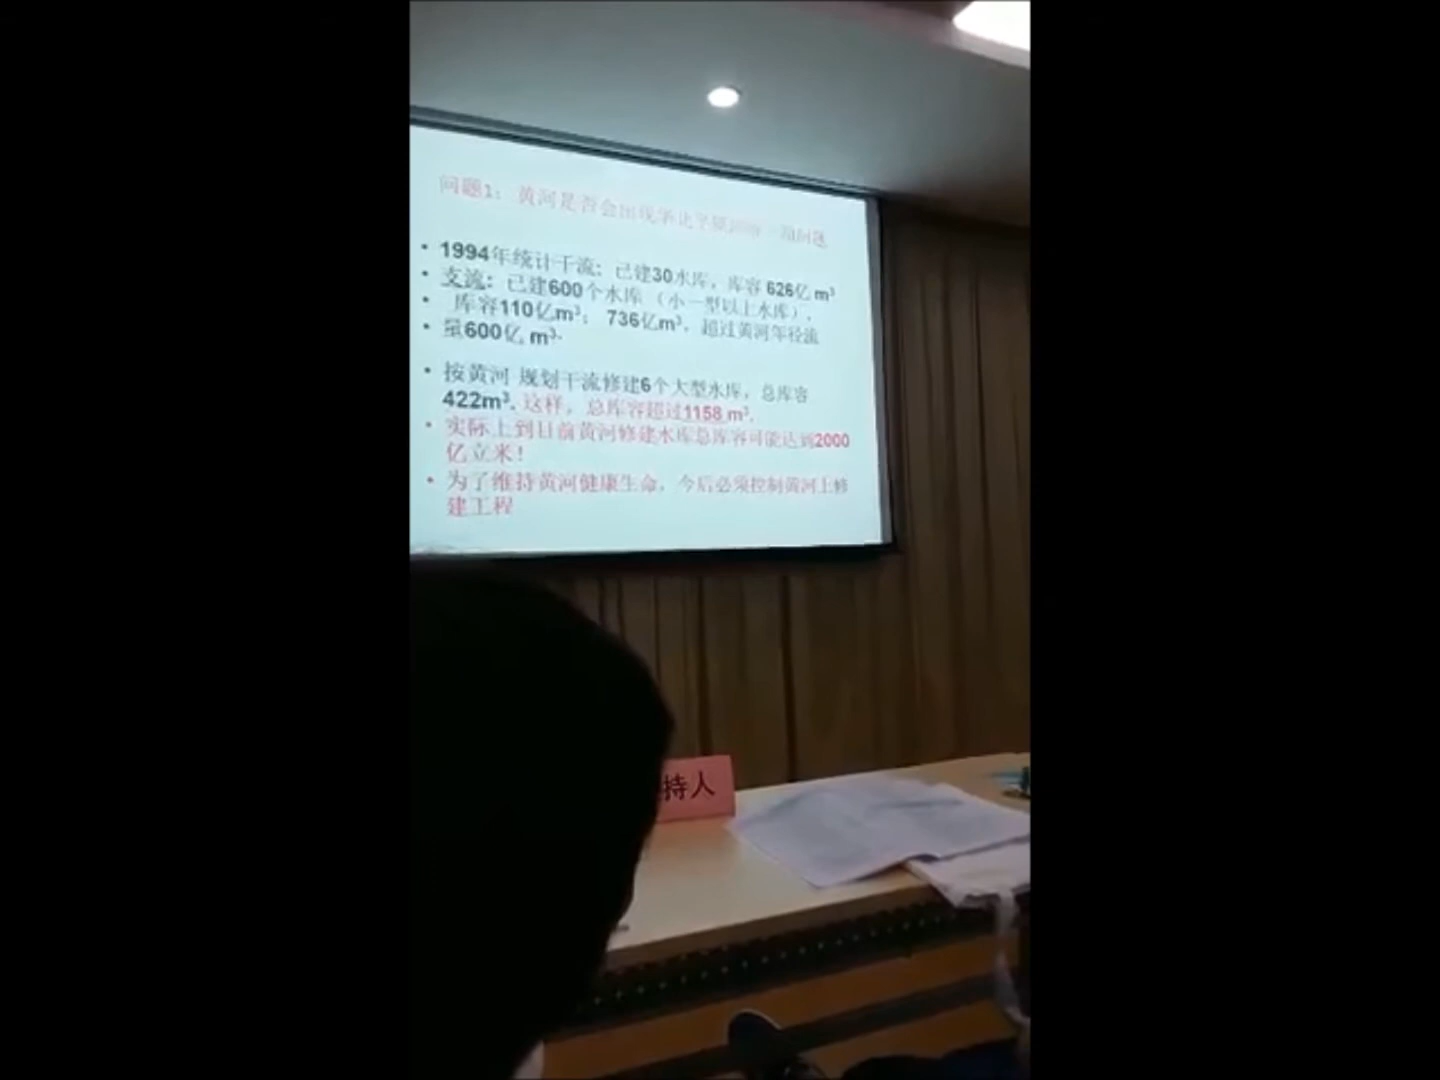 问题1：黄河是否会出现
1994年统计干流：已建30水库，库容 626亿 m³
支流：已建600个水库 （小一型以上水库），
库容110亿m³； 736亿m³，超过黄河年径流
量600亿 m³.
按黄河 规划干流修建6个大型水库，总库容
422m³. 这样，总库容超过1158 m³.
实际上到目前黄河修建水库总库容可能达到2000
亿立米！
为了维持黄河健康生命，今后必须控制黄河上修
建工程
持人